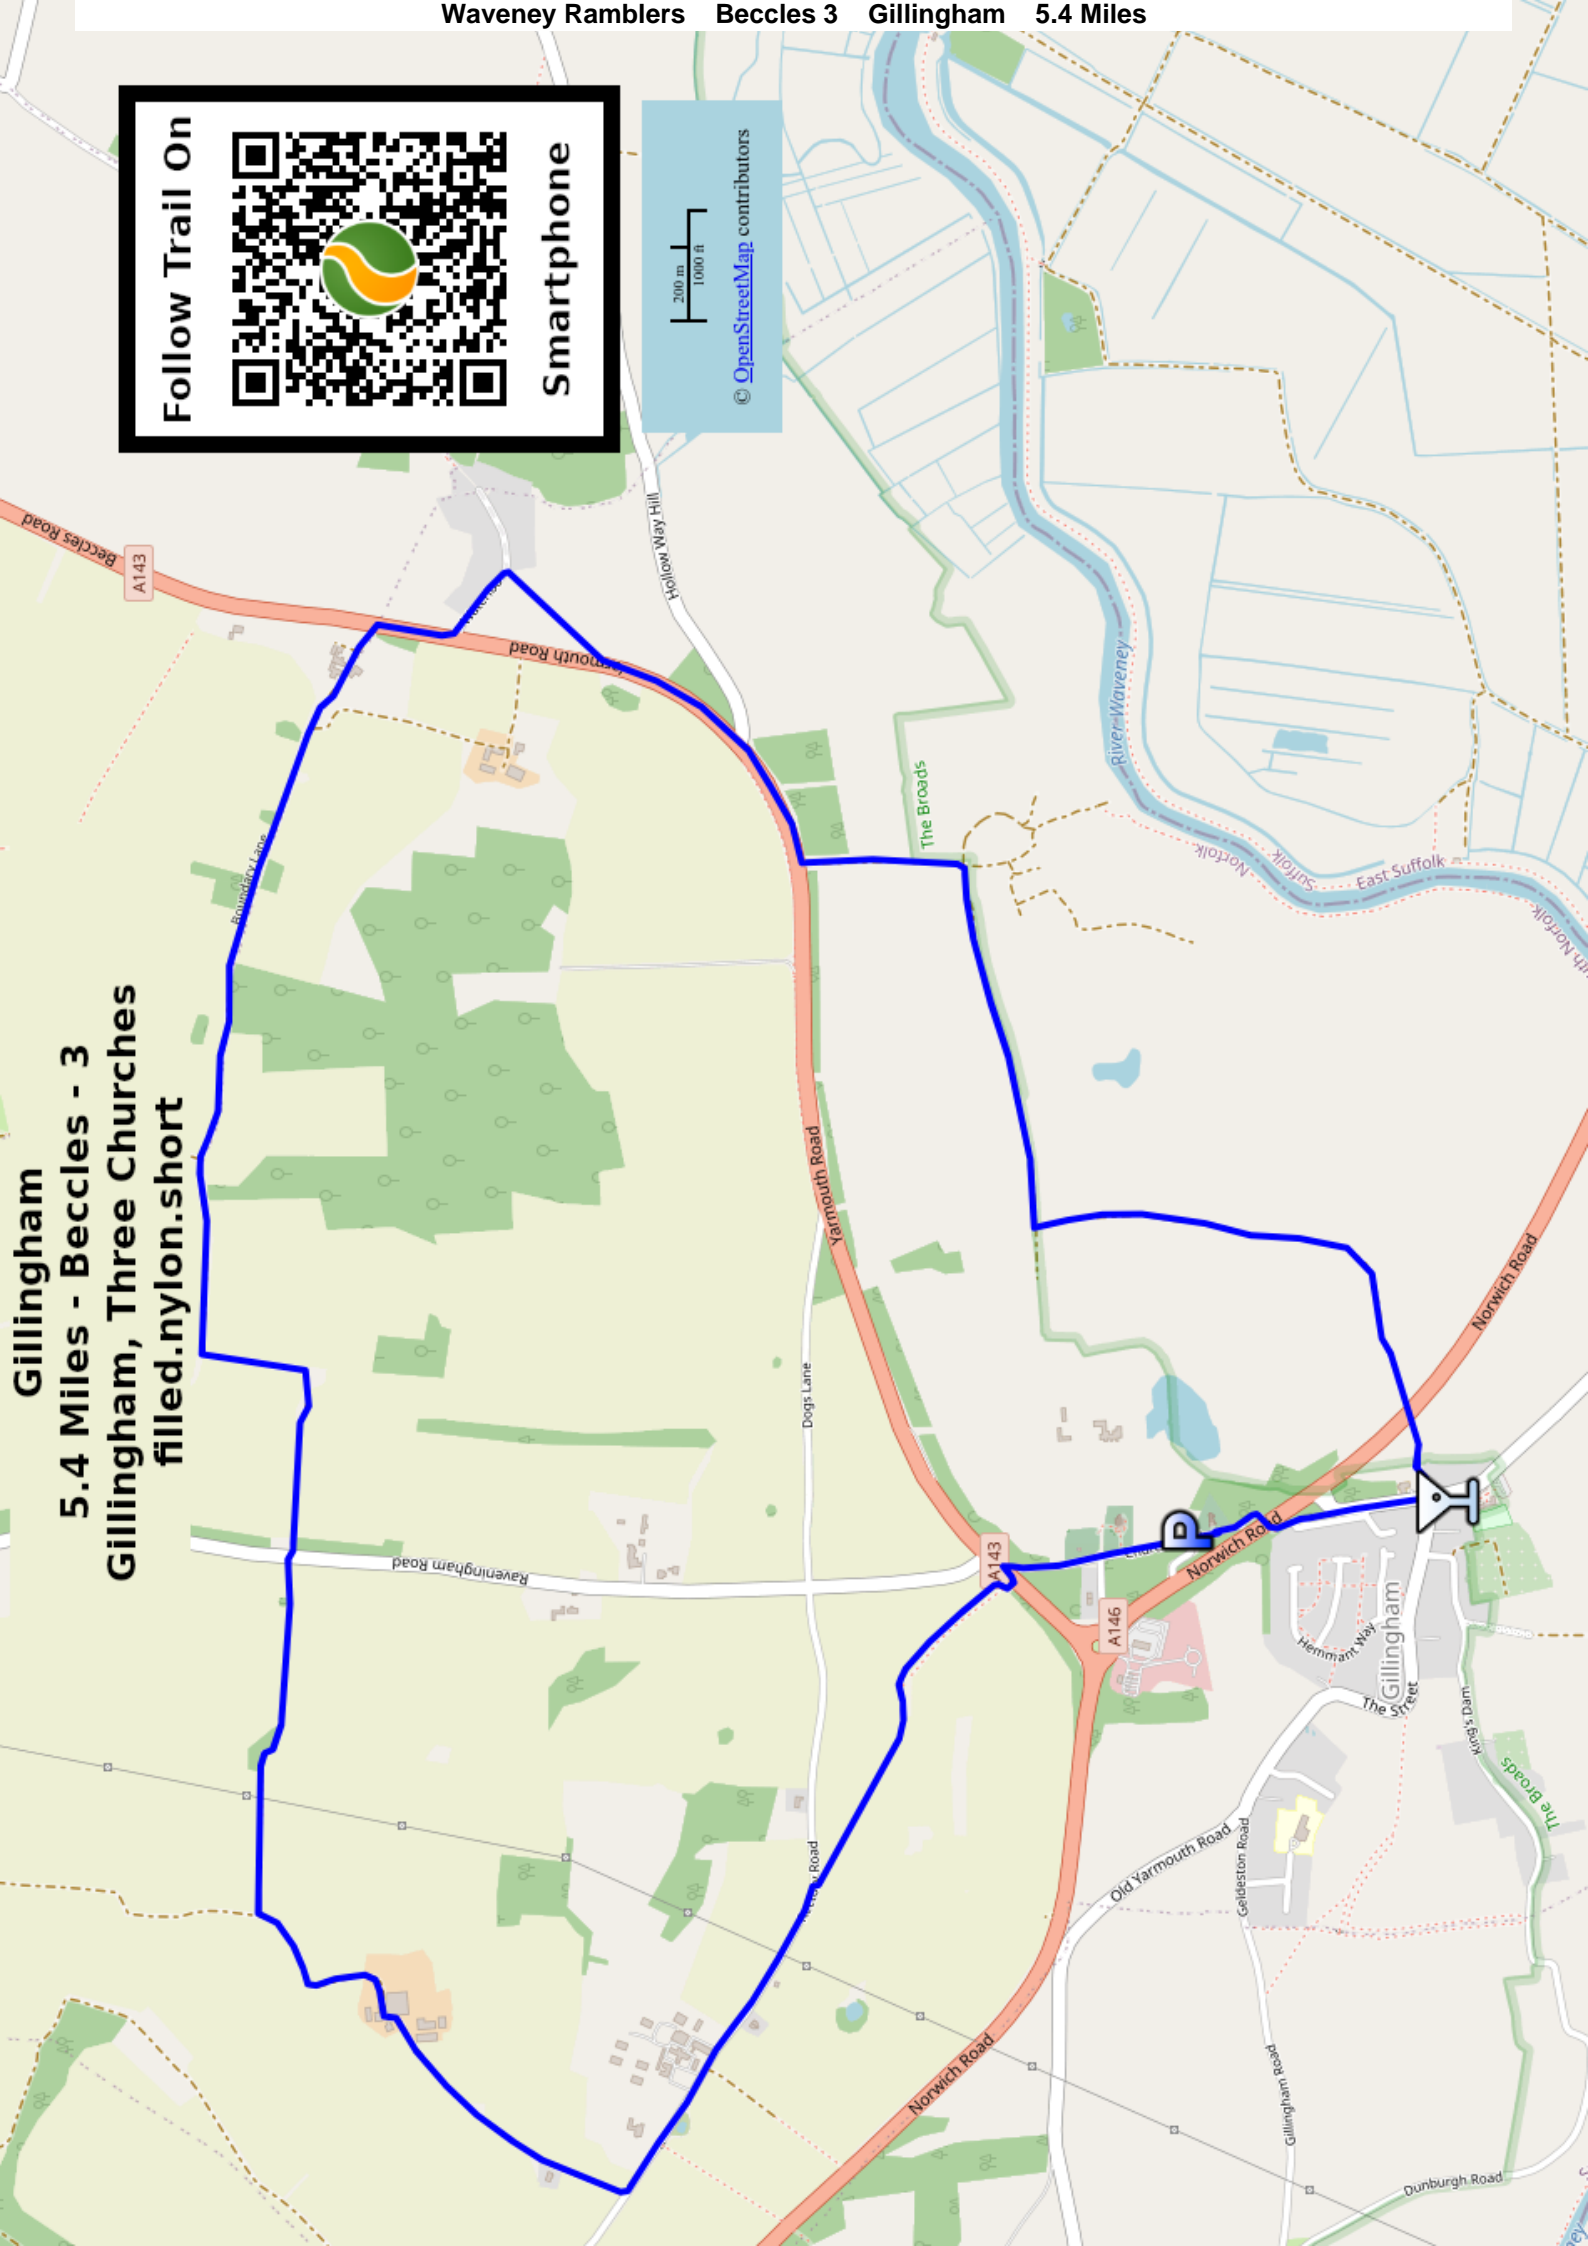 Waveney Ramblers Beccles 3 Gillingham 5.4 Miles
Follow Trail On
Smartphone
200 m
1000 ft
© OpenStreetMap contributors
Gillingham
5.4 Miles - Beccles - 3
Gillingham, Three Churches
filled.nylon.short
Beccles Road
A143
Hollow Way Hill
Yarmouth Road
Boundary Lane
The Broads
River Waveney
Norfolk
Suffolk
East Suffolk
Yarmouth Road
Dogs Lane
Norwich Road
Raveningham Road
A143
P
Norwich Road
A146
Hemmant Way
Gillingham
The Street
King's Dam
The Broads
Old Yarmouth Road
Geldeston Road
Road
Norwich Road
Gillingham Road
Dunburgh Road